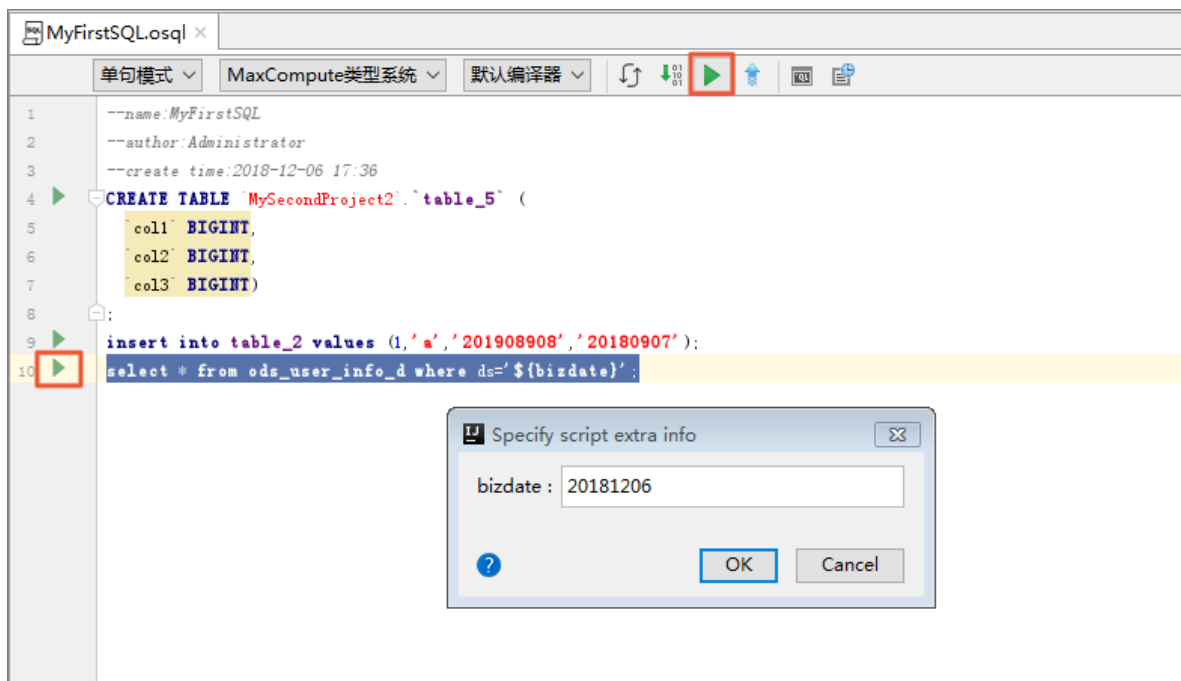 MyFirstSQL.osql
单句模式 MaxCompute类型系统 默认编译器
1 --name:MyFirstSQL
2 --author:Administrator
3 --create time:2018-12-06 17:36
4 CREATE TABLE `MySecondProject2`.`table_5` (
5 `col1` BIGINT,
6 `col2` BIGINT,
7 `col3` BIGINT)
8 ;
9 insert into table_2 values (1,'a','201908908','20180907');
10 select * from ods_user_info_d where ds='${bizdate}';
IJ Specify script extra info
bizdate : 20181206
? OK Cancel